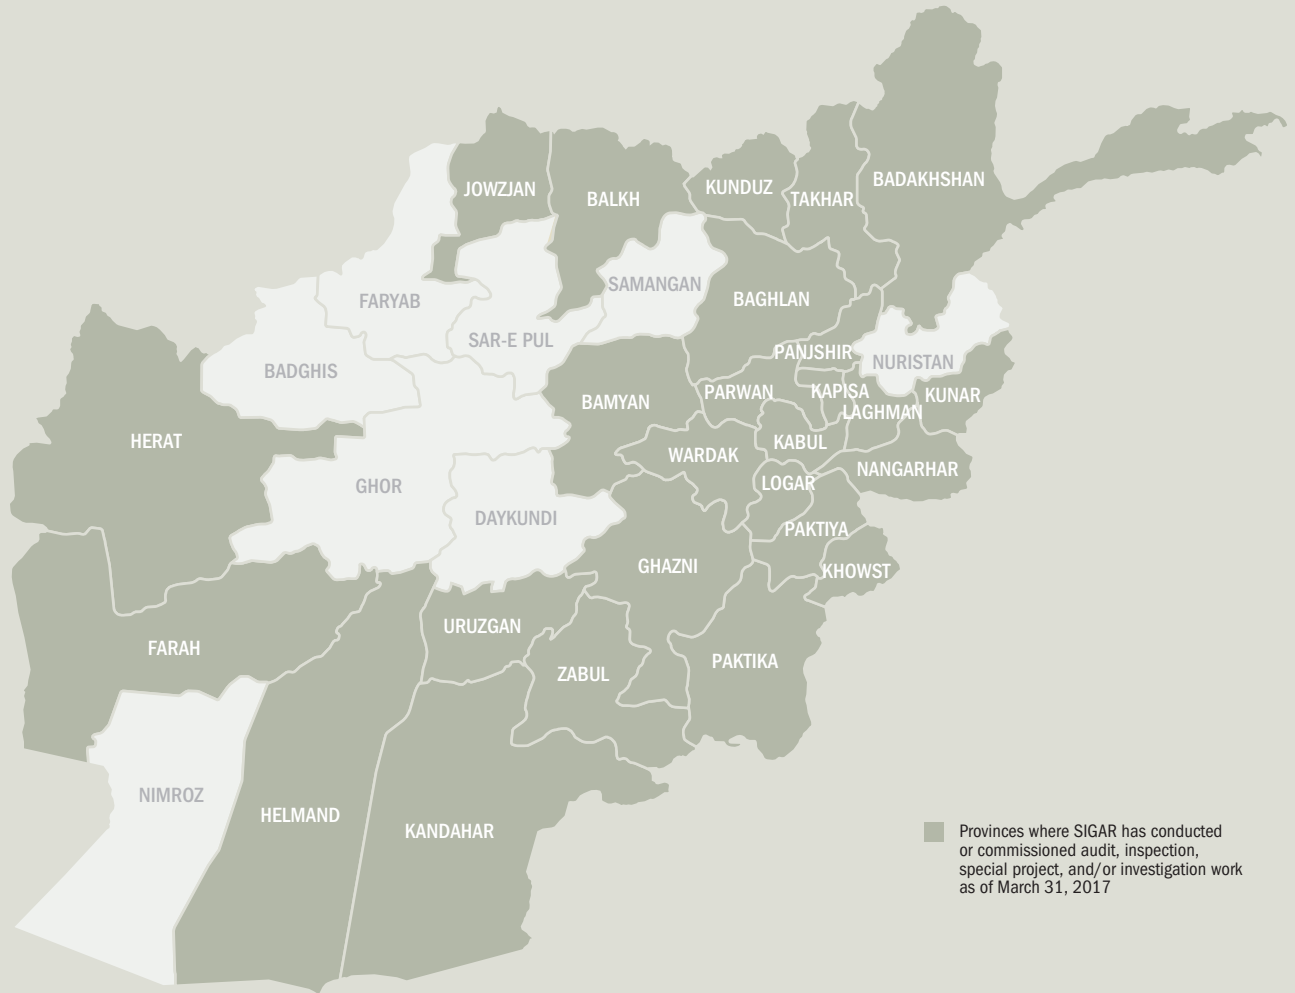 BADAKHSHAN
JOWZJAN
KUNDUZ
BALKH
TAKHAR
SAMANGAN
FARYAB
BAGHLAN
SAR-E PUL
PANJSHIR
NURISTAN
BADGHIS
BAMYAN
PARWAN
KAPISA
KUNAR
LAGHMAN
HERAT
KABUL
WARDAK
NANGARHAR
GHOR
LOGAR
DAYKUNDI
PAKTIYA
GHAZNI
KHOWST
URUZGAN
FARAH
PAKTIKA
ZABUL
NIMROZ
HELMAND
KANDAHAR
Provinces where SIGAR has conducted
or commissioned audit, inspection,
special project, and/or investigation work
as of March 31, 2017